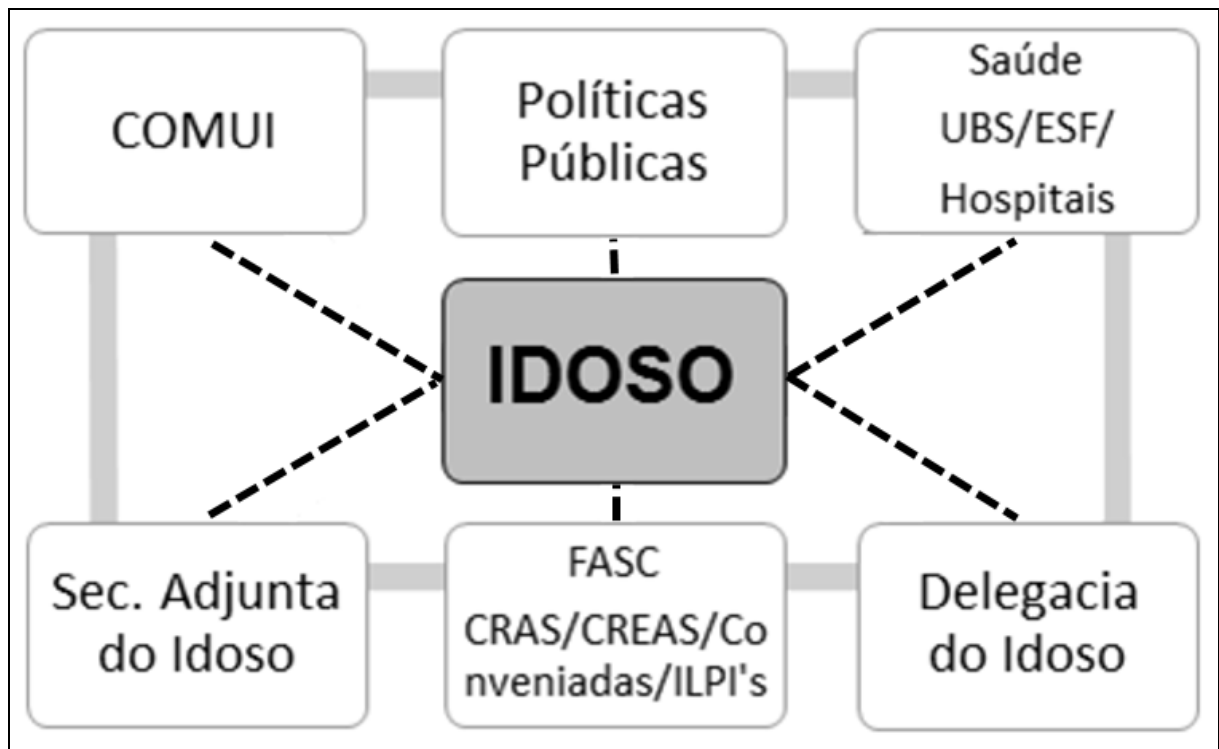 COMUI
Políticas
Públicas
Saúde
UBS/ESF/
Hospitais
IDOSO
Sec. Adjunta
do Idoso
FASC
CRAS/CREAS/Co
nveniadas/ILPI's
Delegacia
do Idoso